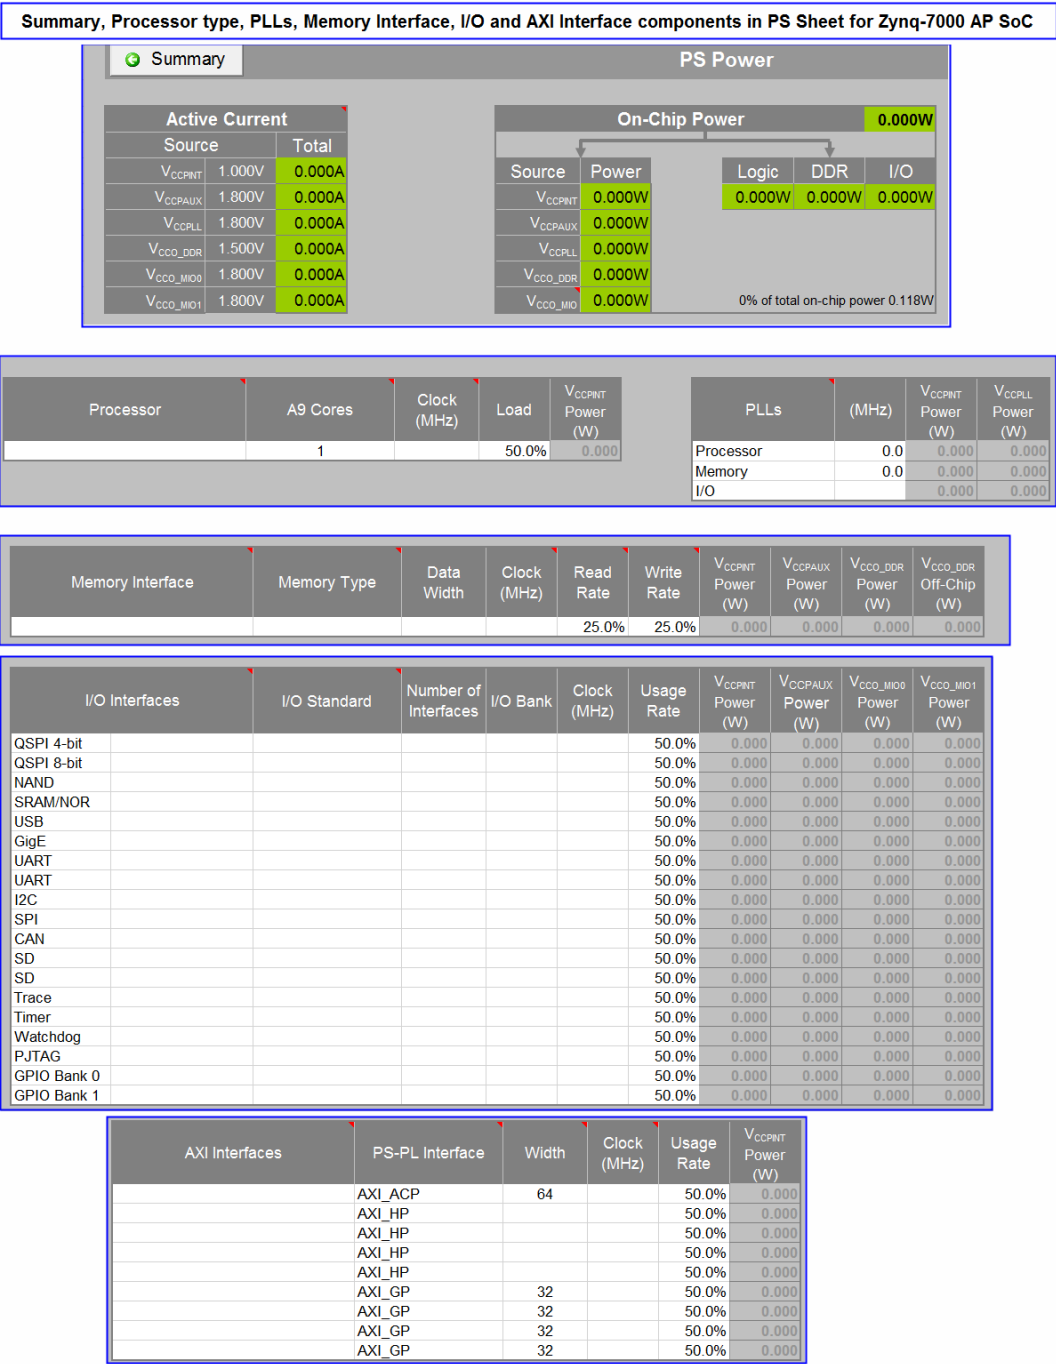 Summary, Processor type, PLLs, Memory Interface, I/O and AXI Interface components in PS Sheet for Zynq-7000 AP SoC
Summary
PS Power
Active Current
Source Total
VCCPINT 1.000V 0.000A
VCCPAUX 1.800V 0.000A
VCCPLL 1.800V 0.000A
VCCO_DDR 1.500V 0.000A
VCCO_MIO0 1.800V 0.000A
VCCO_MIO1 1.800V 0.000A
On-Chip Power 0.000W
Source Power
VCCPINT 0.000W
VCCPAUX 0.000W
VCCPLL 0.000W
VCCO_DDR 0.000W
VCCO_MIO 0.000W
Logic DDR I/O
0.000W 0.000W 0.000W
0% of total on-chip power 0.118W
Processor A9 Cores Clock (MHz) Load VCCPINT Power (W)
1 50.0% 0.000
PLLs (MHz) VCCPINT Power (W) VCCPLL Power (W)
Processor 0.0 0.000 0.000
Memory 0.0 0.000 0.000
I/O 0.000 0.000
Memory Interface Memory Type Data Width Clock (MHz) Read Rate Write Rate VCCPINT Power (W) VCCPAUX Power (W) VCCO_DDR Power (W) VCCO_DDR Off-Chip (W)
25.0% 25.0% 0.000 0.000 0.000 0.000
I/O Interfaces I/O Standard Number of Interfaces I/O Bank Clock (MHz) Usage Rate VCCPINT Power (W) VCCPAUX Power (W) VCCO_MIO0 Power (W) VCCO_MIO1 Power (W)
QSPI 4-bit 50.0% 0.000 0.000 0.000 0.000
QSPI 8-bit 50.0% 0.000 0.000 0.000 0.000
NAND 50.0% 0.000 0.000 0.000 0.000
SRAM/NOR 50.0% 0.000 0.000 0.000 0.000
USB 50.0% 0.000 0.000 0.000 0.000
GigE 50.0% 0.000 0.000 0.000 0.000
UART 50.0% 0.000 0.000 0.000 0.000
UART 50.0% 0.000 0.000 0.000 0.000
I2C 50.0% 0.000 0.000 0.000 0.000
SPI 50.0% 0.000 0.000 0.000 0.000
CAN 50.0% 0.000 0.000 0.000 0.000
SD 50.0% 0.000 0.000 0.000 0.000
SD 50.0% 0.000 0.000 0.000 0.000
Trace 50.0% 0.000 0.000 0.000 0.000
Timer 50.0% 0.000 0.000 0.000 0.000
Watchdog 50.0% 0.000 0.000 0.000 0.000
PJTAG 50.0% 0.000 0.000 0.000 0.000
GPIO Bank 0 50.0% 0.000 0.000 0.000 0.000
GPIO Bank 1 50.0% 0.000 0.000 0.000 0.000
AXI Interfaces PS-PL Interface Width Clock (MHz) Usage Rate VCCPINT Power (W)
AXI_ACP 64 50.0% 0.000
AXI_HP 50.0% 0.000
AXI_HP 50.0% 0.000
AXI_HP 50.0% 0.000
AXI_HP 50.0% 0.000
AXI_GP 32 50.0% 0.000
AXI_GP 32 50.0% 0.000
AXI_GP 32 50.0% 0.000
AXI_GP 32 50.0% 0.000